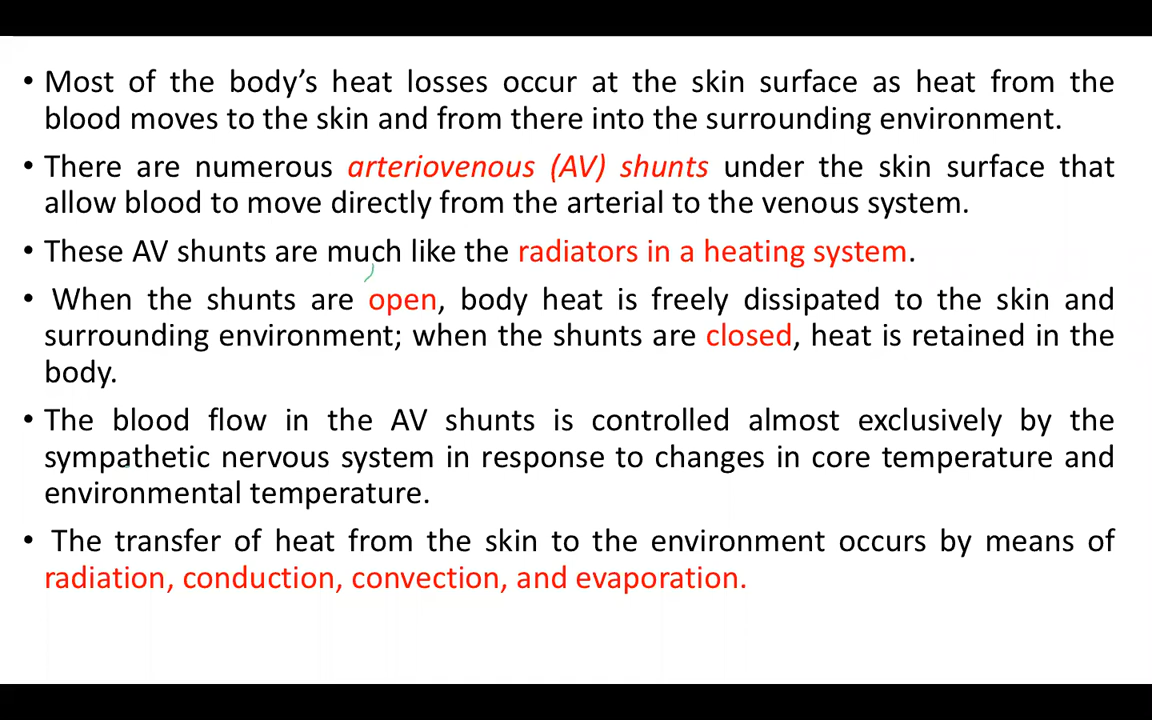 • Most of the body’s heat losses occur at the skin surface as heat from the
blood moves to the skin and from there into the surrounding environment.
• There are numerous arteriovenous (AV) shunts under the skin surface that
allow blood to move directly from the arterial to the venous system.
• These AV shunts are much like the radiators in a heating system.
• When the shunts are open, body heat is freely dissipated to the skin and
surrounding environment; when the shunts are closed, heat is retained in the
body.
• The blood flow in the AV shunts is controlled almost exclusively by the
sympathetic nervous system in response to changes in core temperature and
environmental temperature.
• The transfer of heat from the skin to the environment occurs by means of
radiation, conduction, convection, and evaporation.